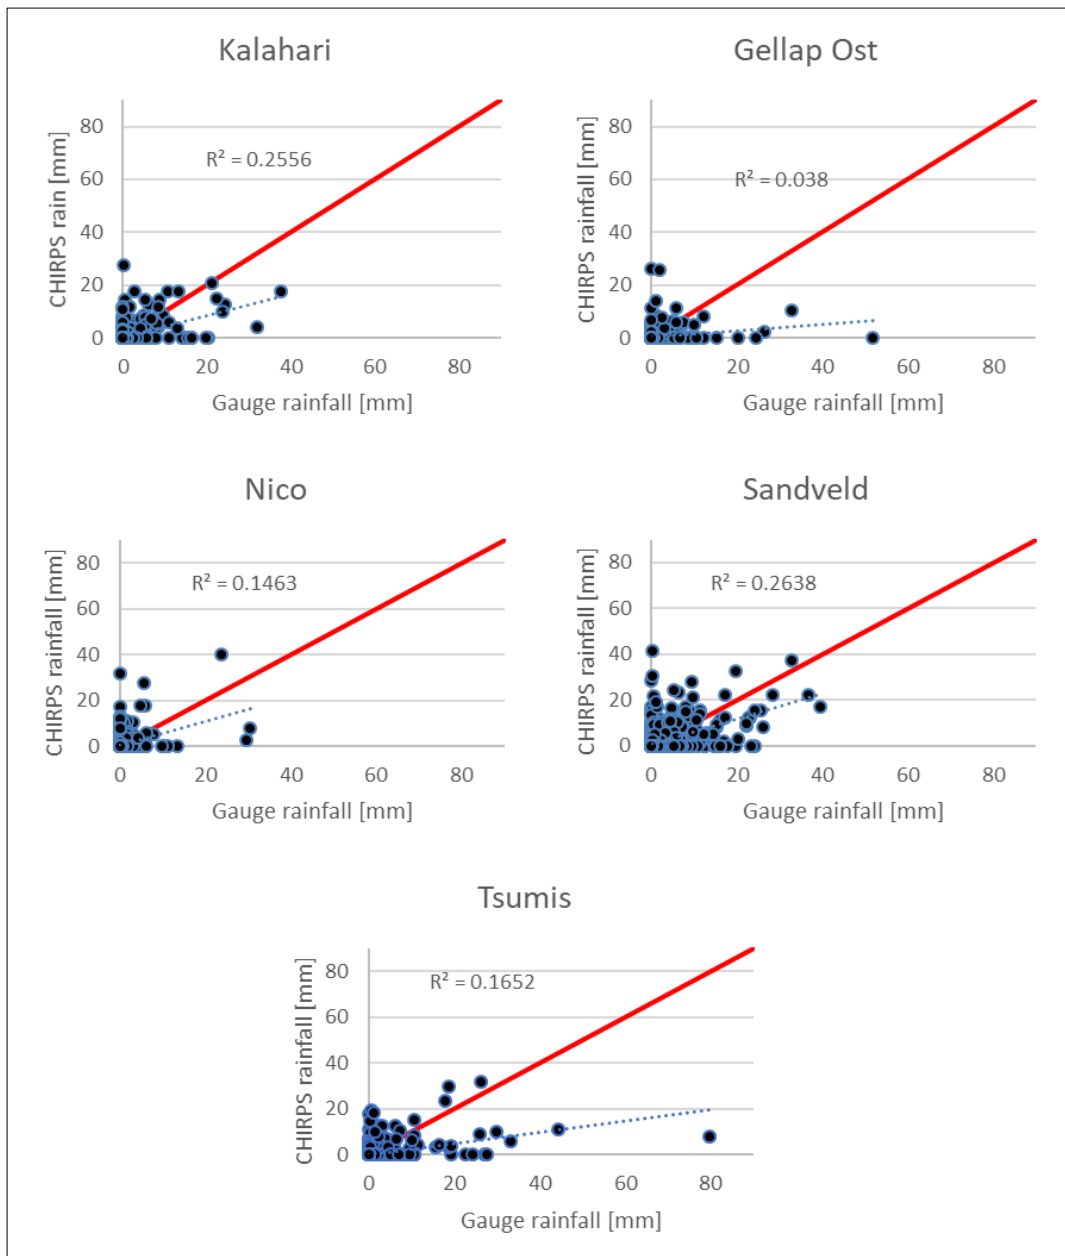 Kalahari
CHIRPS rain [mm]
80
60
40
20
0
R² = 0.2556
0 20 40 60 80
Gauge rainfall [mm]
Gellap Ost
CHIRPS rainfall [mm]
80
60
40
20
0
R² = 0.038
0 20 40 60 80
Gauge rainfall [mm]
Nico
CHIRPS rainfall [mm]
80
60
40
20
0
R² = 0.1463
0 20 40 60 80
Gauge rainfall [mm]
Sandveld
CHIRPS rainfall [mm]
80
60
40
20
0
R² = 0.2638
0 20 40 60 80
Gauge rainfall [mm]
Tsumis
CHIRPS rainfall [mm]
80
60
40
20
0
R² = 0.1652
0 20 40 60 80
Gauge rainfall [mm]